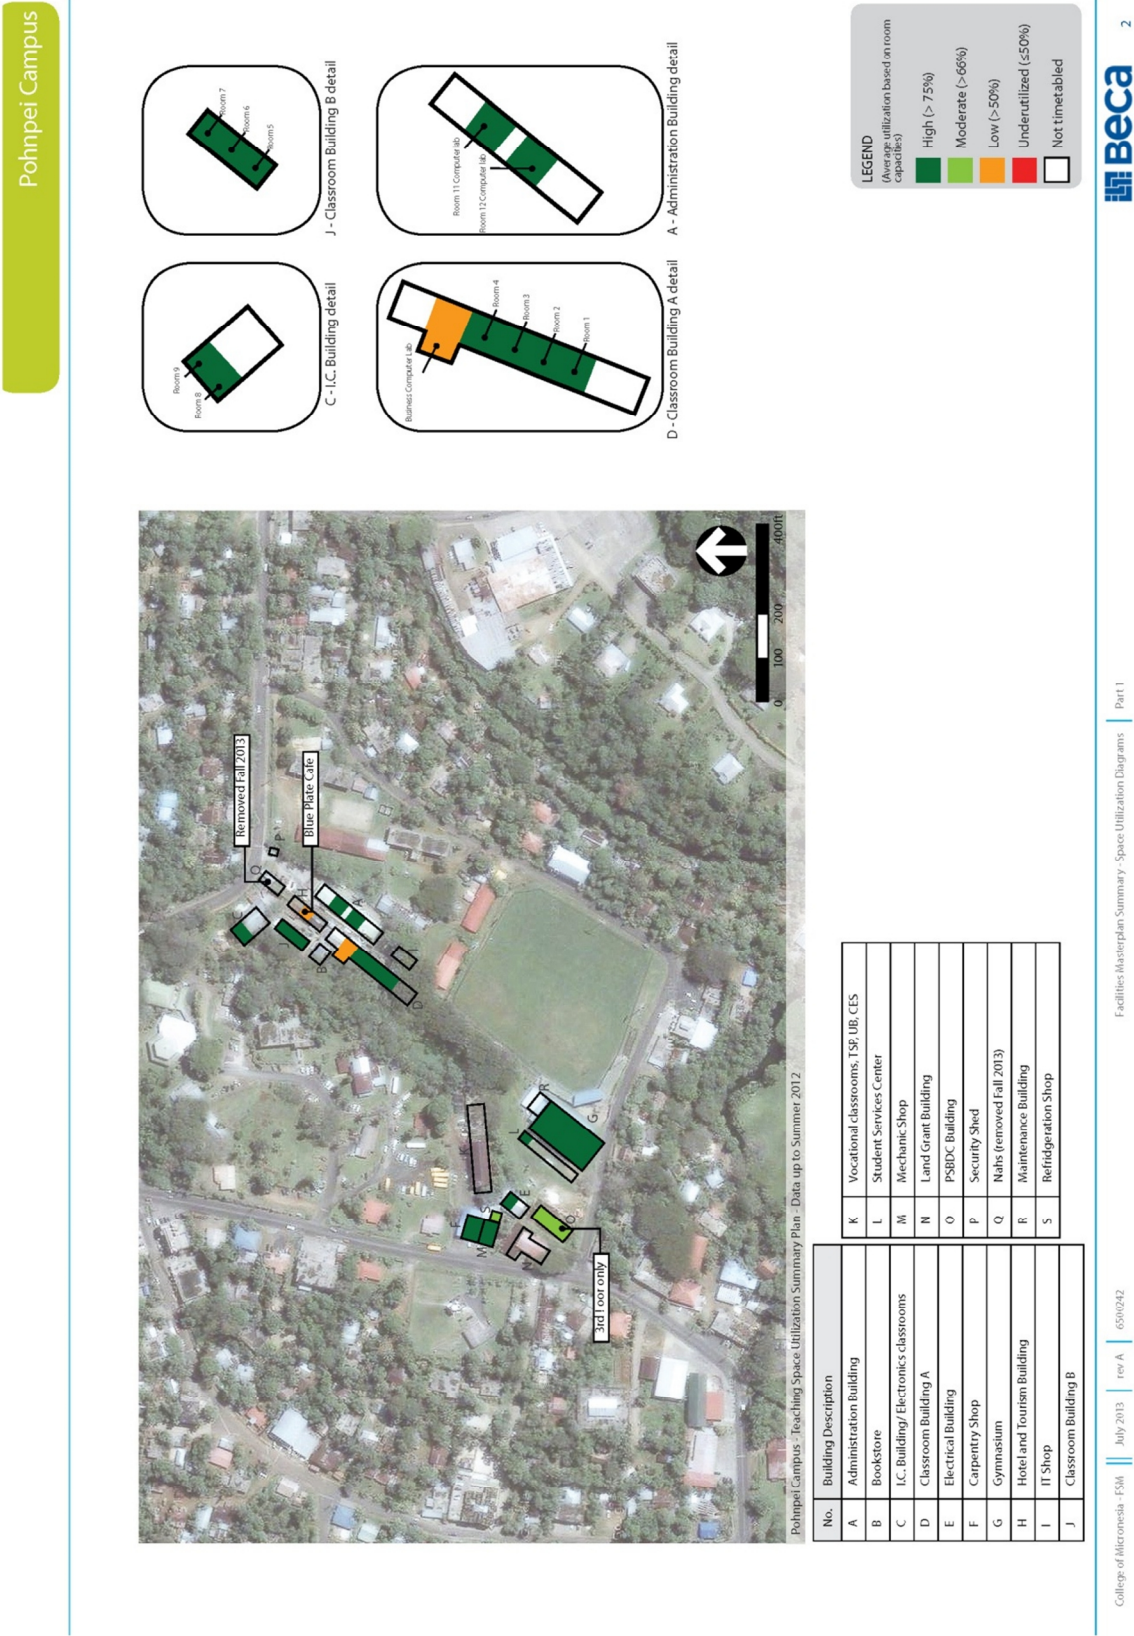 Pohnpei Campus
Room 9
Room 8
C - I.C. Building detail
Room 7
Room 6
Room 5
J - Classroom Building B detail
Business Computer Lab
Room 4
Room 3
Room 2
Room 1
D - Classroom Building A detail
Room 11 Computer lab
Room 12 Computer lab
A - Administration Building detail
Removed Fall 2013
Blue Plate Cafe
3rd l oor only
C
Q
P
J
H
B
A
D
I
F
M
S
E
N
O
L
R
G
0 100 200 400ft
Pohnpei Campus - Teaching Space Utilization Summary Plan - Data up to Summer 2012
LEGEND
(Average utilization based on room
capacities)
High (> 75%)
Moderate (>66%)
Low (>50%)
Underutilized (≤50%)
Not timetabled
No. Building Description
A Administration Building
B Bookstore
C I.C. Building/ Electronics classrooms
D Classroom Building A
E Electrical Building
F Carpentry Shop
G Gymnasium
H Hotel and Tourism Building
I IT Shop
J Classroom Building B
K Vocational classrooms, TSP, UB, CES
L Student Services Center
M Mechanic Shop
N Land Grant Building
O PSBDC Building
P Security Shed
Q Nahs (removed Fall 2013)
R Maintenance Building
S Refridgeration Shop
College of Micronesia - FSM July 2013 rev A 6506242 Facilities Masterplan Summary - Space Utilization Diagrams Part 1
Beca 2